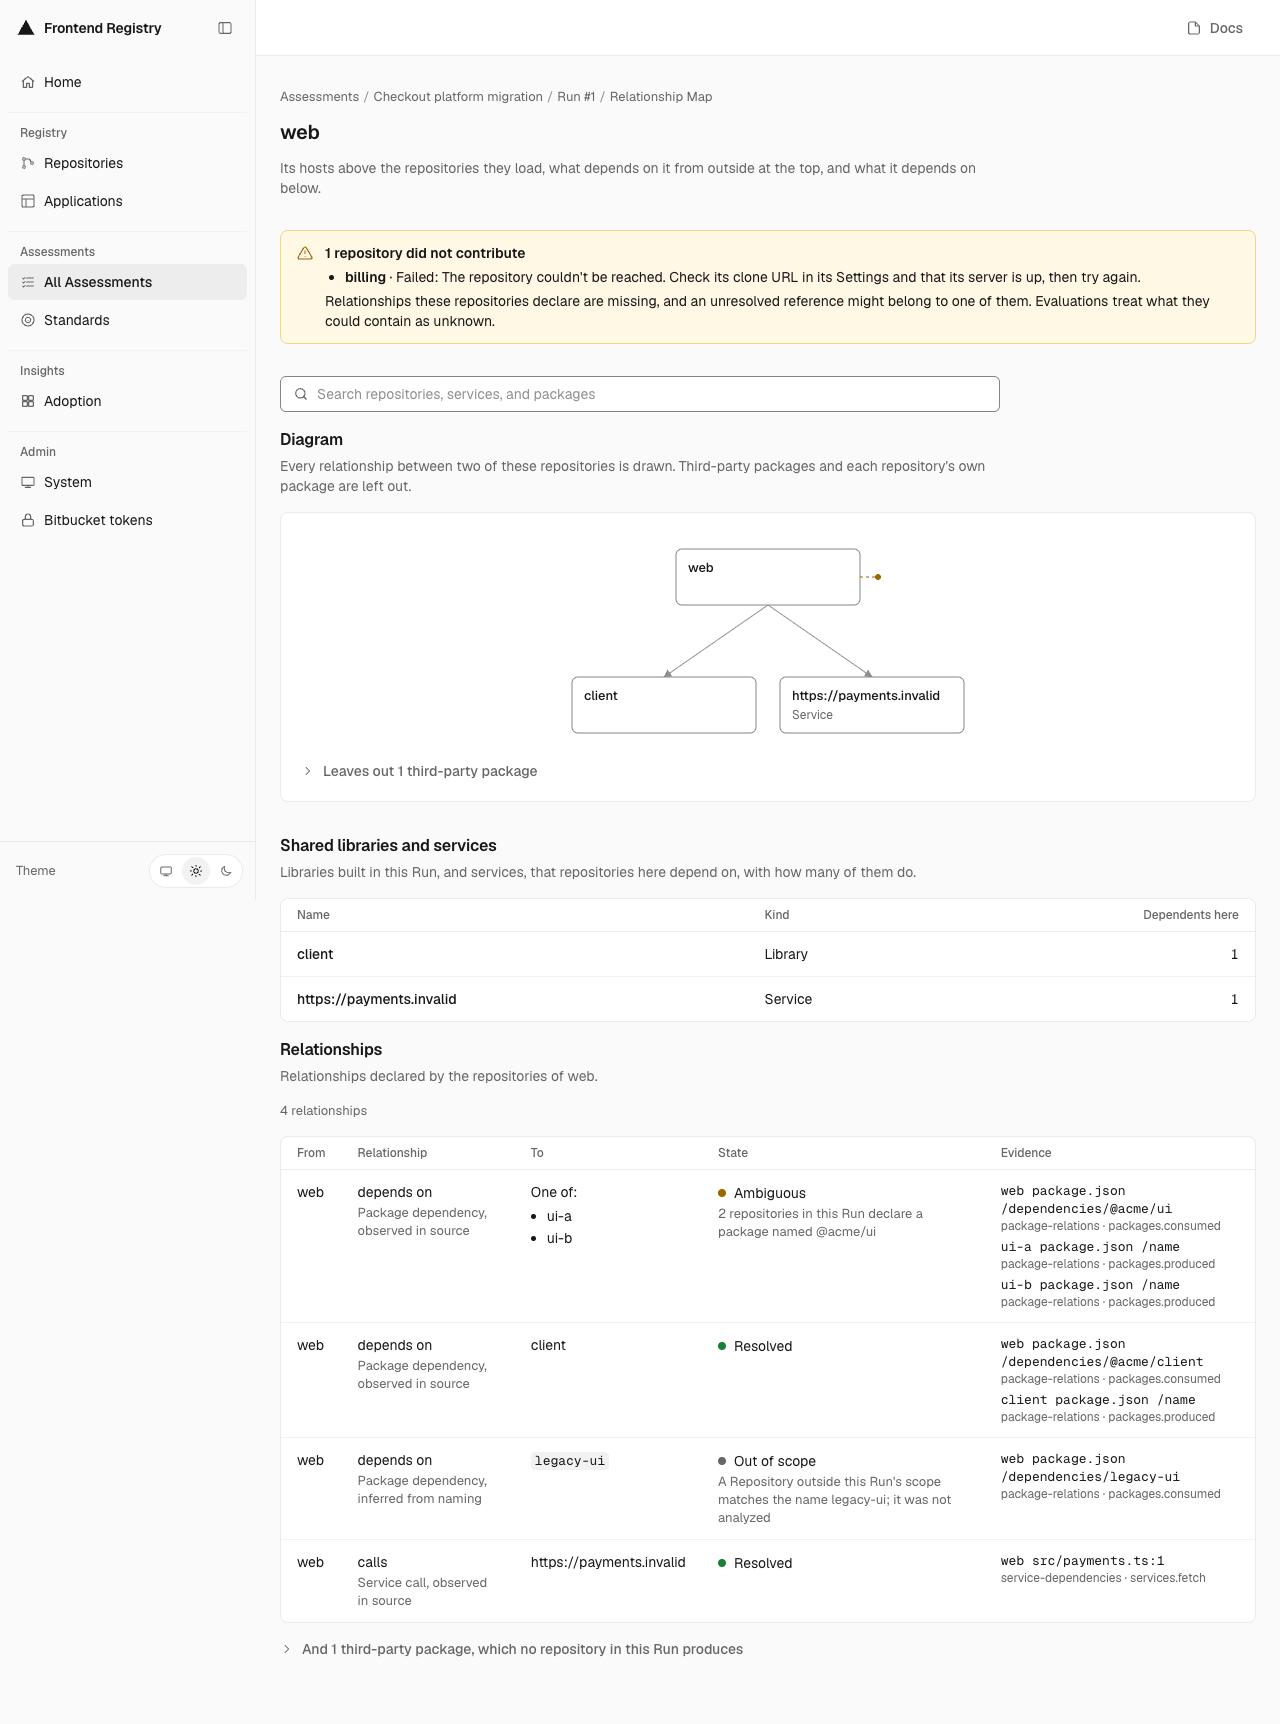 Frontend Registry
Docs
Home
Registry
Repositories
Applications
Assessments
All Assessments
Standards
Insights
Adoption
Admin
System
Bitbucket tokens
Theme
Assessments / Checkout platform migration / Run #1 / Relationship Map
web
Its hosts above the repositories they load, what depends on it from outside at the top, and what it depends on
below.
1 repository did not contribute
• billing · Failed: The repository couldn't be reached. Check its clone URL in its Settings and that its server is up, then try again.
Relationships these repositories declare are missing, and an unresolved reference might belong to one of them. Evaluations treat what they
could contain as unknown.
Search repositories, services, and packages
Diagram
Every relationship between two of these repositories is drawn. Third-party packages and each repository's own
package are left out.
web
client
https://payments.invalid
Service
Leaves out 1 third-party package
Shared libraries and services
Libraries built in this Run, and services, that repositories here depend on, with how many of them do.
Name Kind Dependents here
client Library 1
https://payments.invalid Service 1
Relationships
Relationships declared by the repositories of web.
4 relationships
From Relationship To State Evidence
web
depends on
Package dependency,
observed in source
One of:
• ui-a
• ui-b
Ambiguous
2 repositories in this Run declare a
package named @acme/ui
web package.json
/dependencies/@acme/ui
package-relations · packages.consumed
ui-a package.json /name
package-relations · packages.produced
ui-b package.json /name
package-relations · packages.produced
web
depends on
Package dependency,
observed in source
client
Resolved
web package.json
/dependencies/@acme/client
package-relations · packages.consumed
client package.json /name
package-relations · packages.produced
web
depends on
Package dependency,
inferred from naming
legacy-ui
Out of scope
A Repository outside this Run's scope
matches the name legacy-ui; it was not
analyzed
web package.json
/dependencies/legacy-ui
package-relations · packages.consumed
web
calls
Service call, observed
in source
https://payments.invalid
Resolved
web src/payments.ts:1
service-dependencies · services.fetch
And 1 third-party package, which no repository in this Run produces